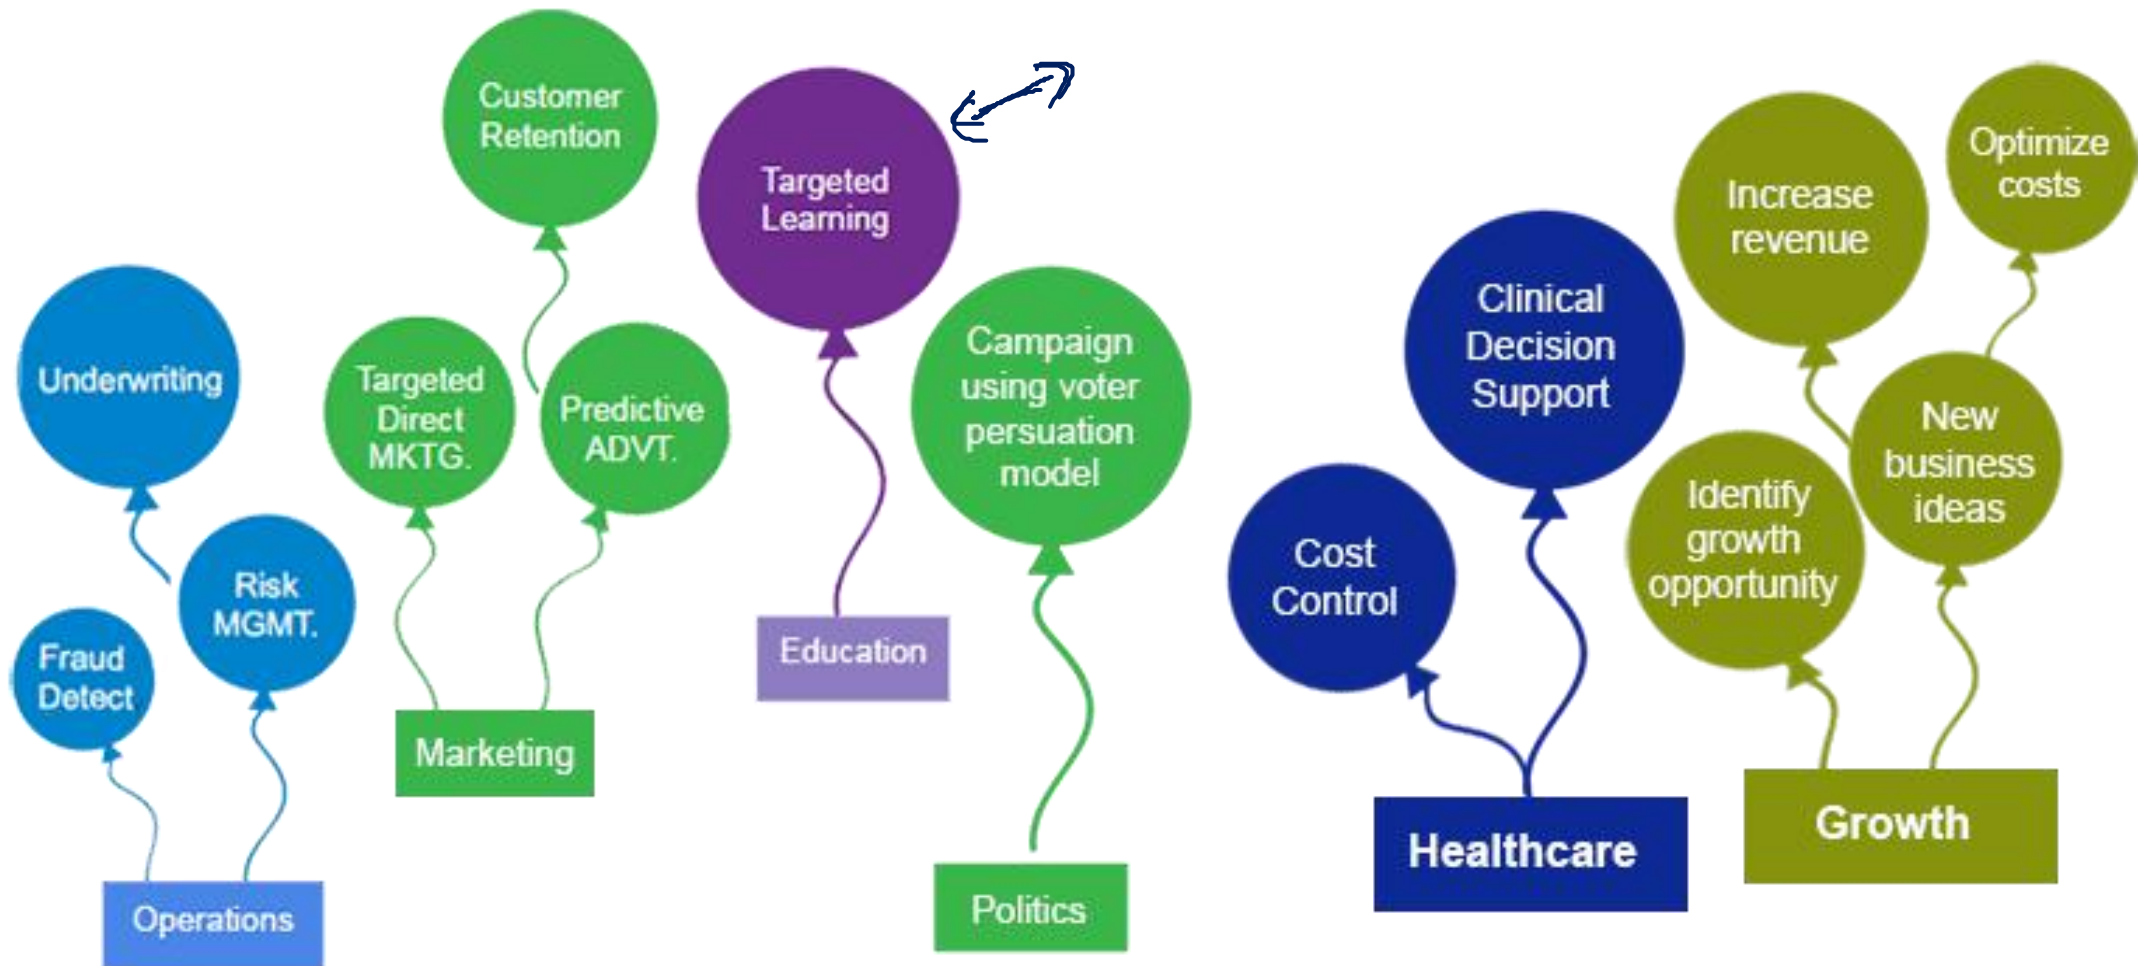 Customer
Retention
Targeted
Learning
Optimize
costs
Increase
revenue
Underwriting
Targeted
Direct
MKTG.
Predictive
ADVT.
Campaign
using voter
persuation
model
Clinical
Decision
Support
New
business
ideas
Identify
growth
opportunity
Cost
Control
Risk
MGMT.
Fraud
Detect
Education
Marketing
Operations
Politics
Healthcare
Growth